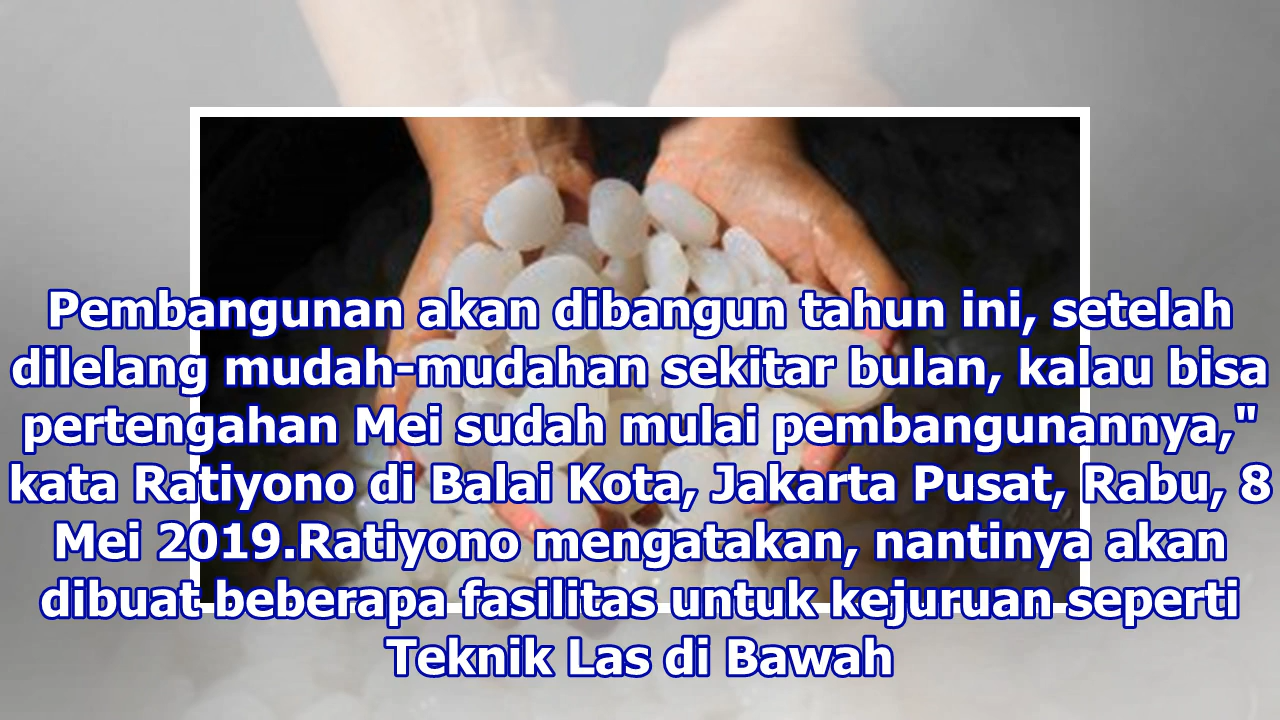 Pembangunan akan dibangun tahun ini, setelah
dilelang mudah-mudahan sekitar bulan, kalau bisa
pertengahan Mei sudah mulai pembangunannya,"
kata Ratiyono di Balai Kota, Jakarta Pusat, Rabu, 8
Mei 2019.Ratiyono mengatakan, nantinya akan
dibuat beberapa fasilitas untuk kejuruan seperti
Teknik Las di Bawah